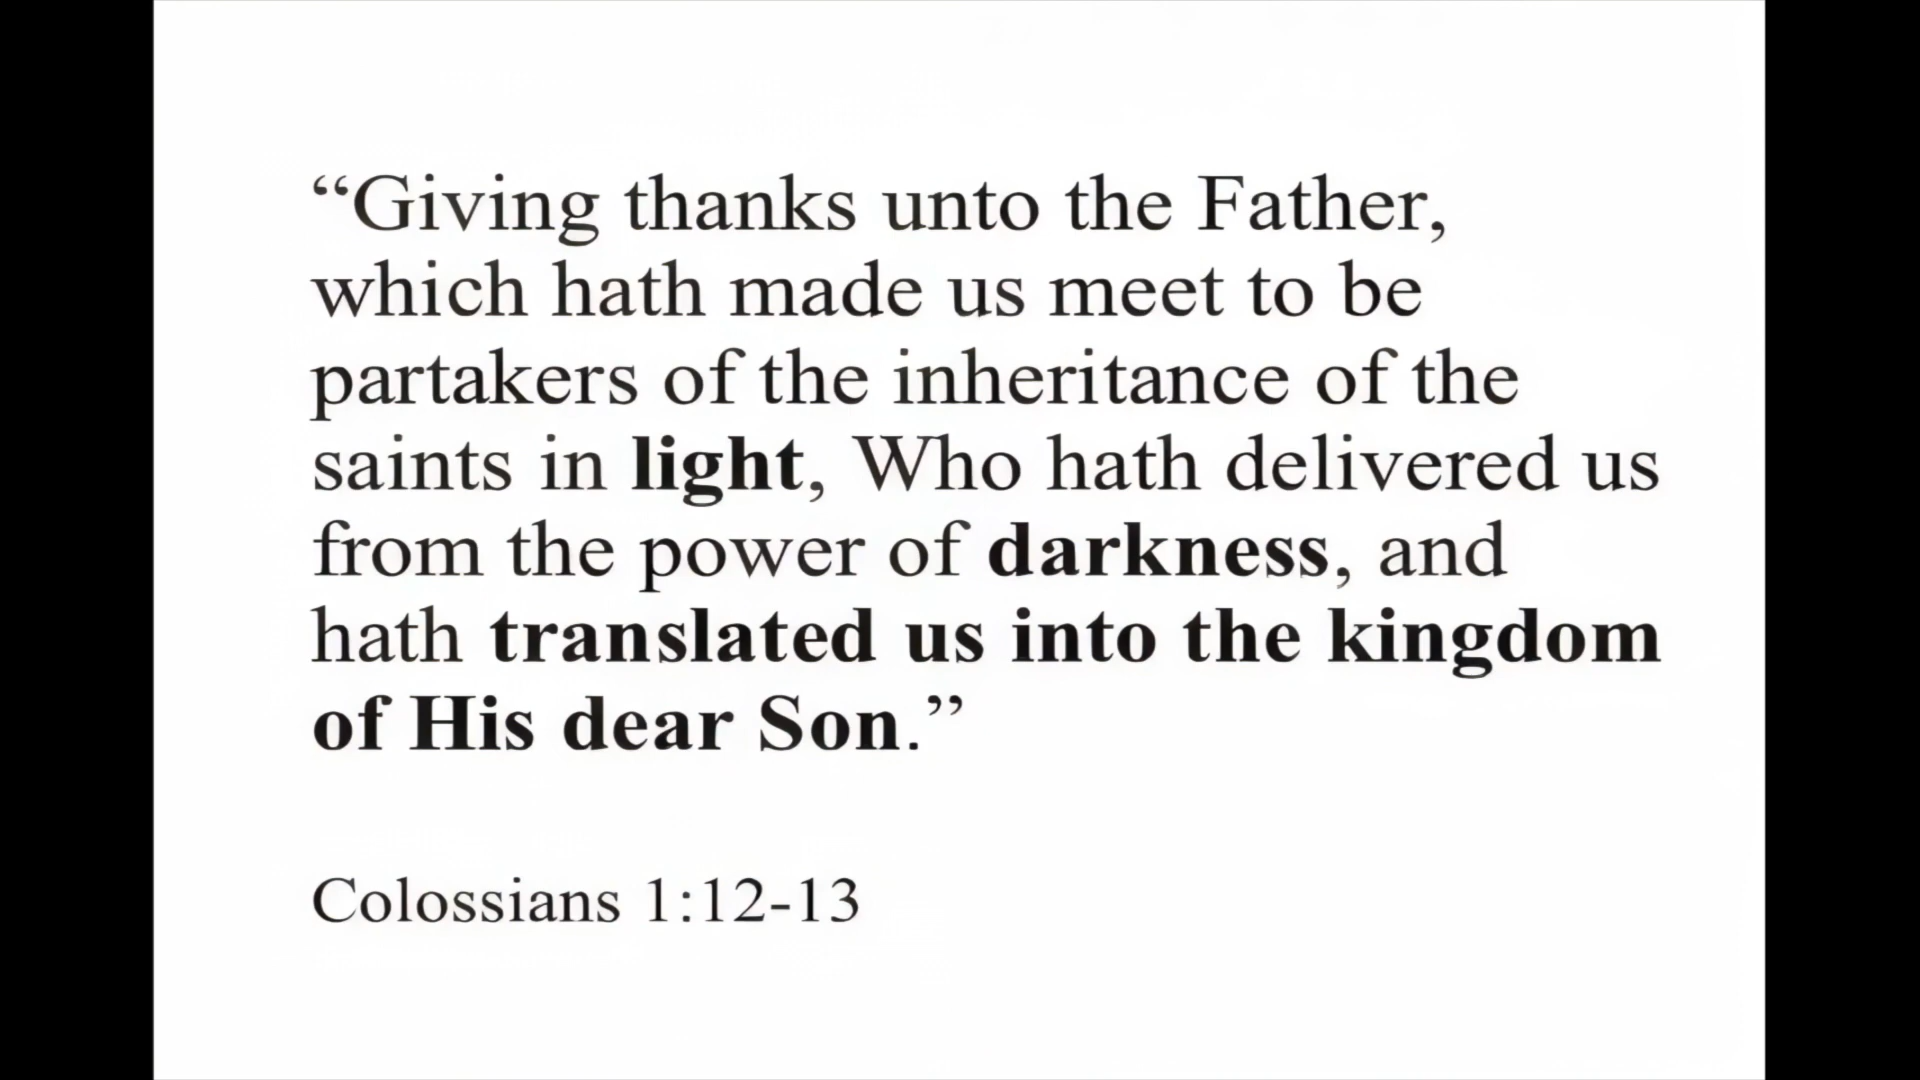 “Giving thanks unto the Father,
which hath made us meet to be
partakers of the inheritance of the
saints in light, Who hath delivered us
from the power of darkness, and
hath translated us into the kingdom
of His dear Son.”
Colossians 1:12-13